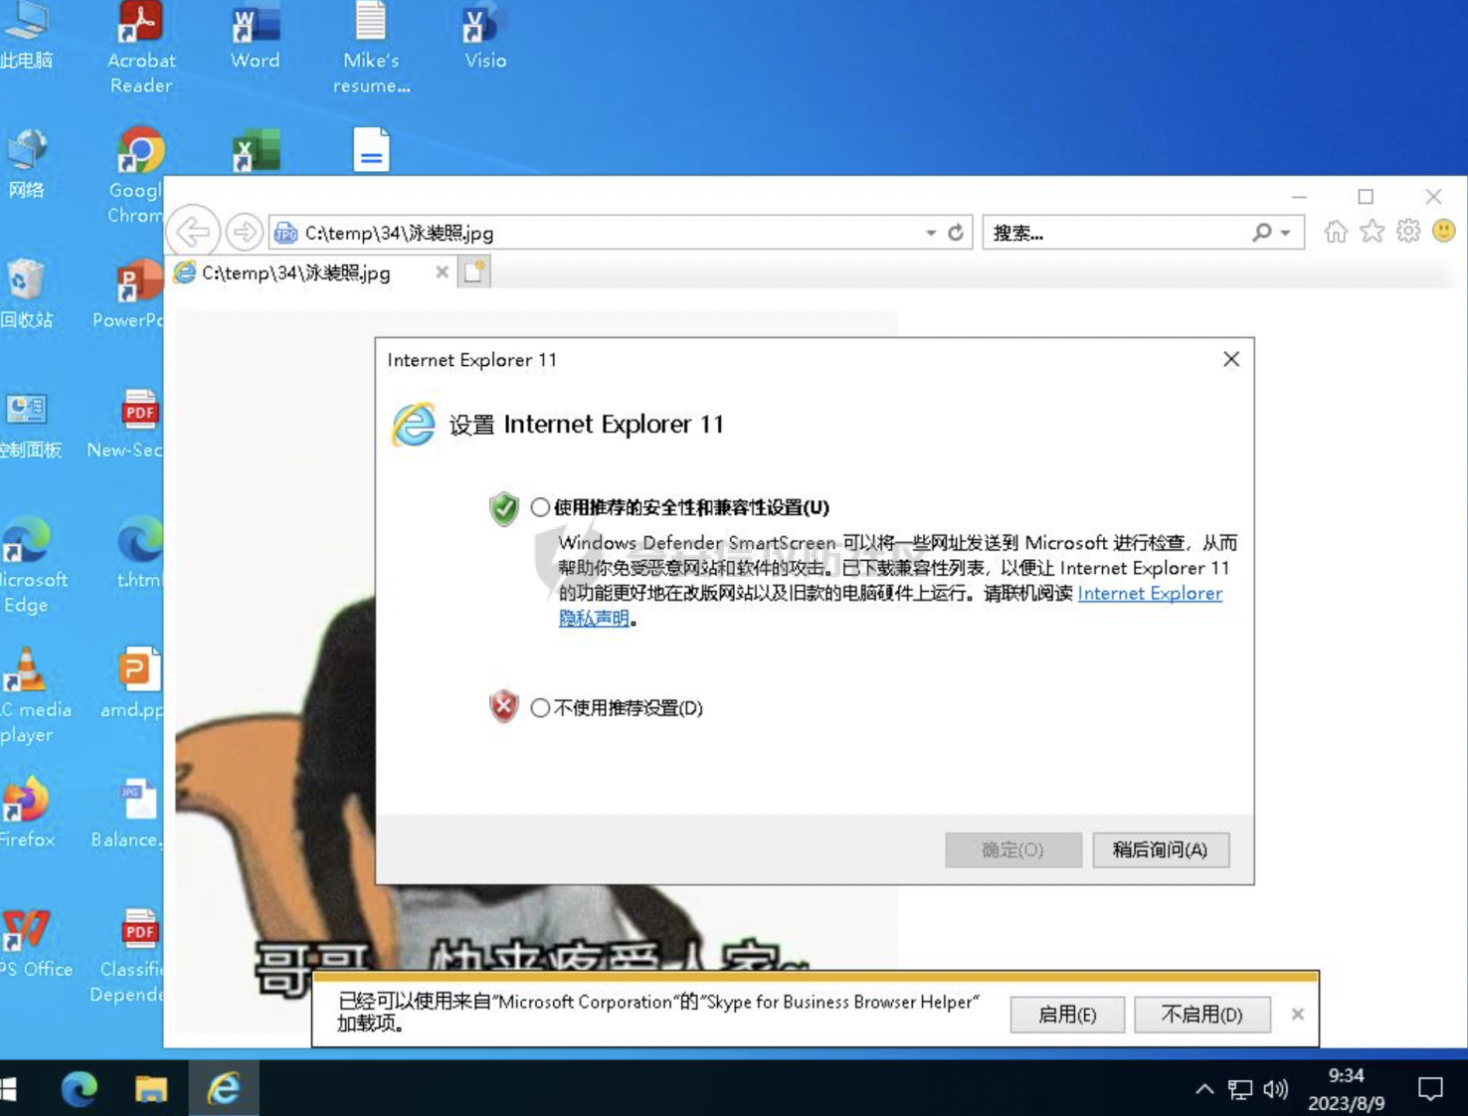 此电脑
Acrobat
Reader
Word
Mike's
resume...
Visio
网络
Googl
Chrom
回收站
PowerPo
控制面板
New-Sec
Microsoft
Edge
t.html
LC media
player
amd.pp
Firefox
Balance.
PS Office
Classifie
Depende
C:\temp\34\泳装照.jpg
搜索...
C:\temp\34\泳装照.jpg
Internet Explorer 11
设置 Internet Explorer 11
使用推荐的安全性和兼容性设置(U)
Windows Defender SmartScreen 可以将一些网址发送到 Microsoft 进行检查，从而
帮助你免受恶意网站和软件的攻击。已下载兼容性列表，以便让 Internet Explorer 11
的功能更好地在改版网站以及旧款的电脑硬件上运行。请联机阅读 Internet Explorer
隐私声明。
不使用推荐设置(D)
确定(O)
稍后询问(A)
哥哥，快来疼爱人家~
已经可以使用来自"Microsoft Corporation"的"Skype for Business Browser Helper"
加载项。
启用(E)
不启用(D)
9:34
2023/8/9